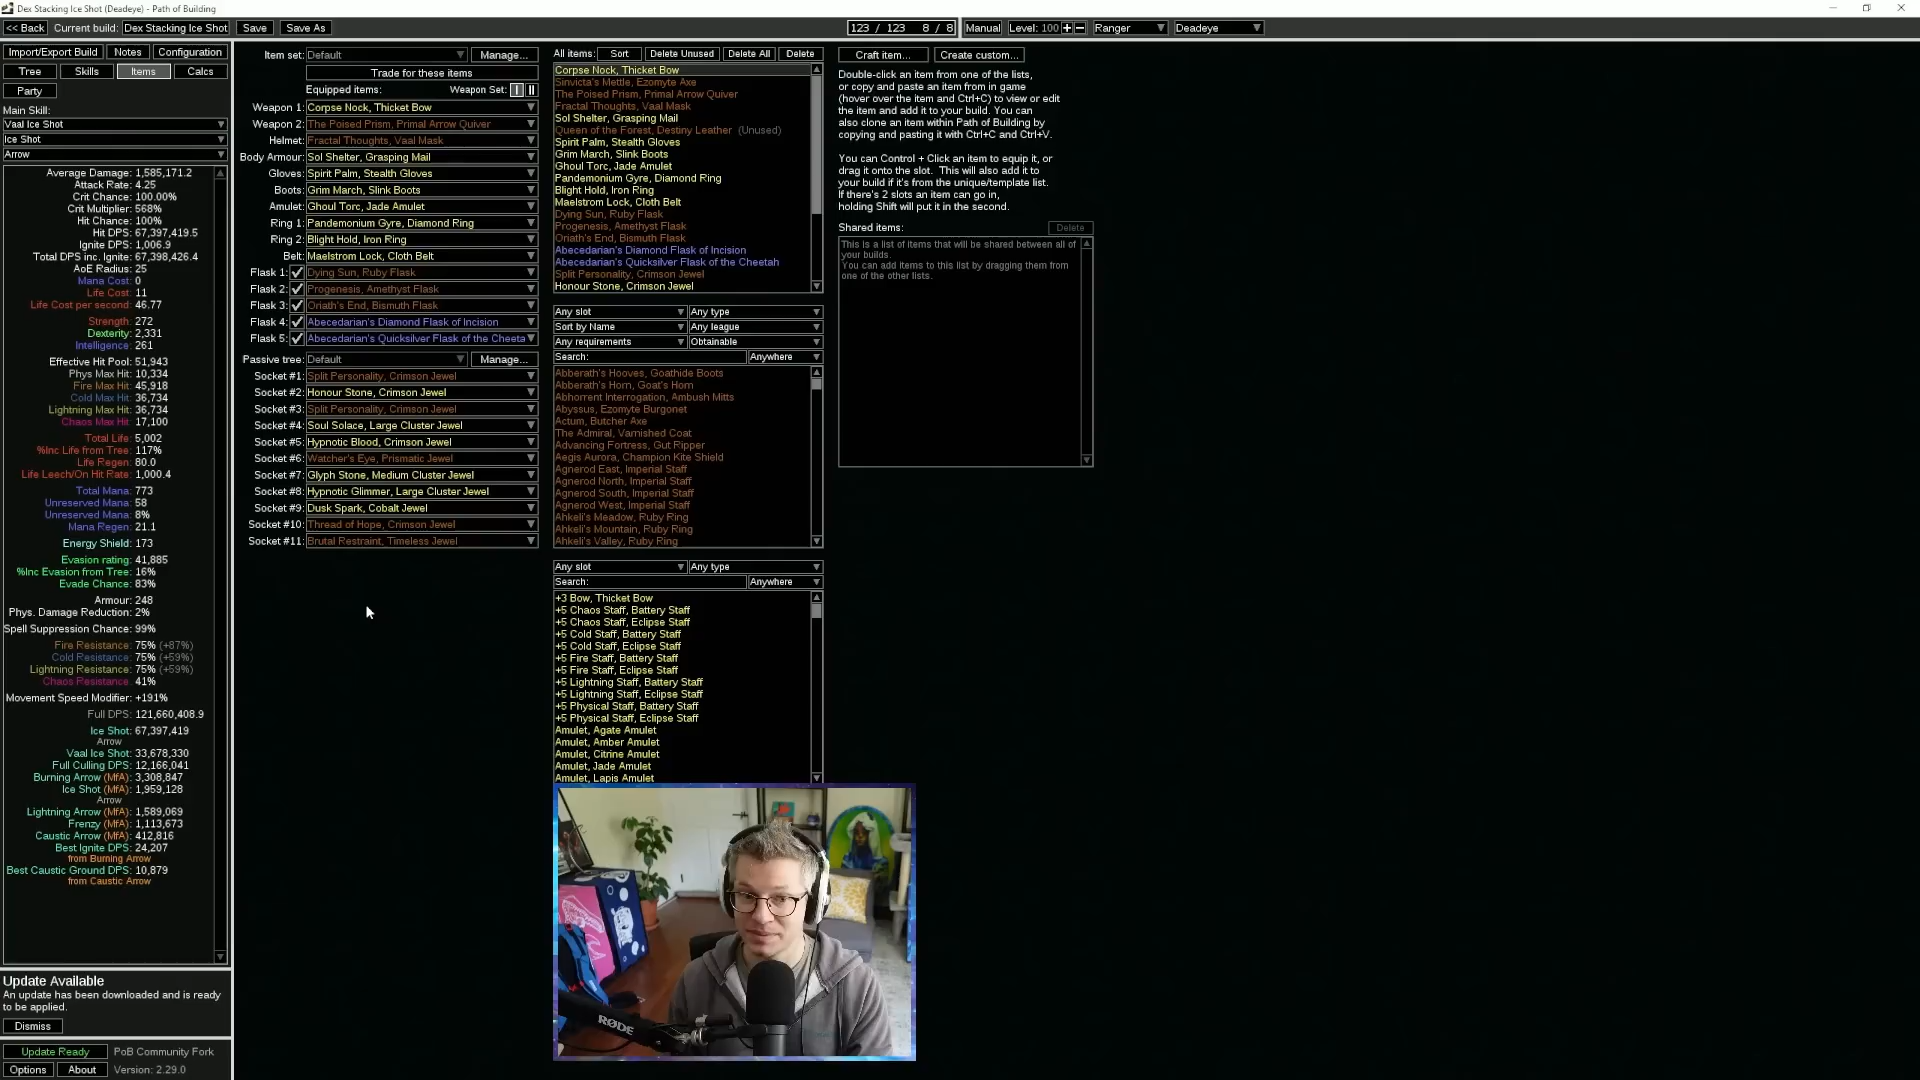 Dex Stacking Ice Shot (Deadeye) - Path of Building
<< Back
Current build: Dex Stacking Ice Shot
Save
Save As
123 / 123 8 / 8
Manual
Level: 100
+
−
Ranger
Deadeye
Import/Export Build
Notes
Configuration
Tree
Skills
Items
Calcs
Party
Main Skill:
Vaal Ice Shot
Ice Shot
Arrow
Average Damage: 1,585,171.2
Attack Rate: 4.25
Crit Chance: 100.00%
Crit Multiplier: 568%
Hit Chance: 100%
Hit DPS: 67,397,419.5
Ignite DPS: 1,006.9
Total DPS inc. Ignite: 67,398,426.4
AoE Radius: 25
Mana Cost: 0
Life Cost: 11
Life Cost per second: 46.77
Strength: 272
Dexterity: 2,331
Intelligence: 261
Effective Hit Pool: 51,943
Phys Max Hit: 10,334
Fire Max Hit: 45,918
Cold Max Hit: 36,734
Lightning Max Hit: 36,734
Chaos Max Hit: 17,100
Total Life: 5,002
%Inc Life from Tree: 117%
Life Regen: 80.0
Life Leech/On Hit Rate: 1,000.4
Total Mana: 773
Unreserved Mana: 58
Unreserved Mana: 8%
Mana Regen: 21.1
Energy Shield: 173
Evasion rating: 41,885
%Inc Evasion from Tree: 16%
Evade Chance: 83%
Armour: 248
Phys. Damage Reduction: 2%
Spell Suppression Chance: 99%
Fire Resistance: 75% (+87%)
Cold Resistance: 75% (+59%)
Lightning Resistance: 75% (+59%)
Chaos Resistance: 41%
Movement Speed Modifier: +191%
Full DPS: 121,660,408.9
Ice Shot: 67,397,419
Arrow
Vaal Ice Shot: 33,678,330
Full Culling DPS: 12,166,041
Burning Arrow (MfA): 3,308,847
Ice Shot (MfA): 1,959,128
Arrow
Lightning Arrow (MfA): 1,589,069
Frenzy (MfA): 1,113,673
Caustic Arrow (MfA): 412,816
Best Ignite DPS: 24,207
from Burning Arrow
Best Caustic Ground DPS: 10,879
from Caustic Arrow
Update Available
An update has been downloaded and is ready
to be applied.
Dismiss
Update Ready
PoB Community Fork
Options
About
Version: 2.29.0
Item set: Default
Manage...
Trade for these items
Equipped items:
Weapon Set: I II
Weapon 1: Corpse Nock, Thicket Bow
Weapon 2: The Poised Prism, Primal Arrow Quiver
Helmet: Fractal Thoughts, Vaal Mask
Body Armour: Sol Shelter, Grasping Mail
Gloves: Spirit Palm, Stealth Gloves
Boots: Grim March, Slink Boots
Amulet: Ghoul Torc, Jade Amulet
Ring 1: Pandemonium Gyre, Diamond Ring
Ring 2: Blight Hold, Iron Ring
Belt: Maelstrom Lock, Cloth Belt
Flask 1: Dying Sun, Ruby Flask
Flask 2: Progenesis, Amethyst Flask
Flask 3: Oriath's End, Bismuth Flask
Flask 4: Abecedarian's Diamond Flask of Incision
Flask 5: Abecedarian's Quicksilver Flask of the Cheeta
Passive tree: Default
Manage...
Socket #1: Split Personality, Crimson Jewel
Socket #2: Honour Stone, Crimson Jewel
Socket #3: Split Personality, Crimson Jewel
Socket #4: Soul Solace, Large Cluster Jewel
Socket #5: Hypnotic Blood, Crimson Jewel
Socket #6: Watcher's Eye, Prismatic Jewel
Socket #7: Glyph Stone, Medium Cluster Jewel
Socket #8: Hypnotic Glimmer, Large Cluster Jewel
Socket #9: Dusk Spark, Cobalt Jewel
Socket #10: Thread of Hope, Crimson Jewel
Socket #11: Brutal Restraint, Timeless Jewel
All items:
Sort
Delete Unused
Delete All
Delete
Corpse Nock, Thicket Bow
Sinvicta's Mettle, Ezomyte Axe
The Poised Prism, Primal Arrow Quiver
Fractal Thoughts, Vaal Mask
Sol Shelter, Grasping Mail
Queen of the Forest, Destiny Leather (Unused)
Spirit Palm, Stealth Gloves
Grim March, Slink Boots
Ghoul Torc, Jade Amulet
Pandemonium Gyre, Diamond Ring
Blight Hold, Iron Ring
Maelstrom Lock, Cloth Belt
Dying Sun, Ruby Flask
Progenesis, Amethyst Flask
Oriath's End, Bismuth Flask
Abecedarian's Diamond Flask of Incision
Abecedarian's Quicksilver Flask of the Cheetah
Split Personality, Crimson Jewel
Honour Stone, Crimson Jewel
Any slot
Any type
Sort by Name
Any league
Any requirements
Obtainable
Search:
Anywhere
Abberath's Hooves, Goathide Boots
Abberath's Horn, Goat's Horn
Abhorrent Interrogation, Ambush Mitts
Abyssus, Ezomyte Burgonet
Actum, Butcher Axe
The Admiral, Varnished Coat
Advancing Fortress, Gut Ripper
Aegis Aurora, Champion Kite Shield
Agnerod East, Imperial Staff
Agnerod North, Imperial Staff
Agnerod South, Imperial Staff
Agnerod West, Imperial Staff
Ahkeli's Meadow, Ruby Ring
Ahkeli's Mountain, Ruby Ring
Ahkeli's Valley, Ruby Ring
Any slot
Any type
Search:
Anywhere
+3 Bow, Thicket Bow
+5 Chaos Staff, Battery Staff
+5 Chaos Staff, Eclipse Staff
+5 Cold Staff, Battery Staff
+5 Cold Staff, Eclipse Staff
+5 Fire Staff, Battery Staff
+5 Fire Staff, Eclipse Staff
+5 Lightning Staff, Battery Staff
+5 Lightning Staff, Eclipse Staff
+5 Physical Staff, Battery Staff
+5 Physical Staff, Eclipse Staff
Amulet, Agate Amulet
Amulet, Amber Amulet
Amulet, Citrine Amulet
Amulet, Jade Amulet
Amulet, Lapis Amulet
RØDE
Craft item...
Create custom...
Double-click an item from one of the lists,
or copy and paste an item from in game
(hover over the item and Ctrl+C) to view or edit
the item and add it to your build. You can
also clone an item within Path of Building by
copying and pasting it with Ctrl+C and Ctrl+V.
You can Control + Click an item to equip it, or
drag it onto the slot. This will also add it to
your build if it's from the unique/template list.
If there's 2 slots an item can go in,
holding Shift will put it in the second.
Shared items:
Delete
This is a list of items that will be shared between all of
your builds.
You can add items to this list by dragging them from
one of the other lists.